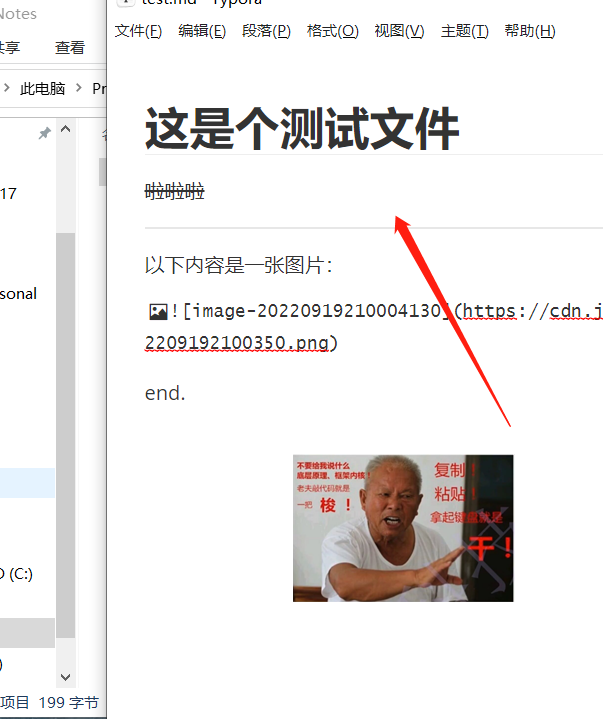 Notes
test.md - Typora
共享 查看
文件(F) 编辑(E) 段落(P) 格式(O) 视图(V) 主题(T) 帮助(H)
此电脑
Pr
17
sonal
(C:)
项目 199 字节
这是个测试文件
啦啦啦
以下内容是一张图片：
![image-20220919210004130](https://cdn.j
2209192100350.png)
end.
不要给我说什么
底层原理、框架内核！
老夫敲代码就是
一把 梭！
复制！
粘贴！
拿起键盘就是
干！